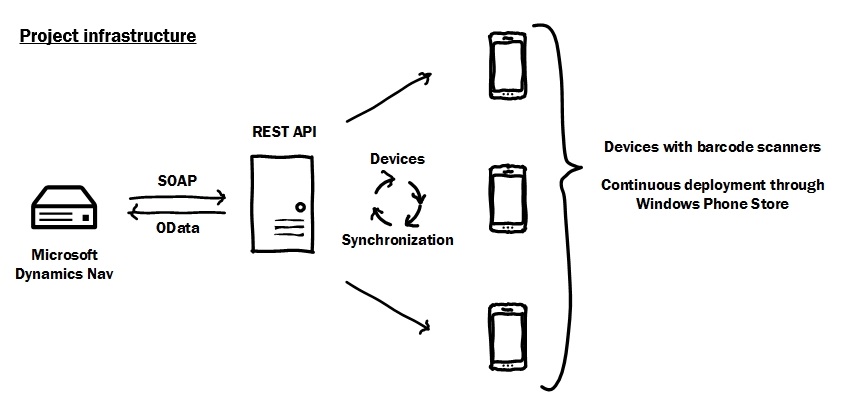 Project infrastructure
REST API
SOAP
OData
Microsoft
Dynamics Nav
Devices
Synchronization
Devices with barcode scanners
Continuous deployment through
Windows Phone Store